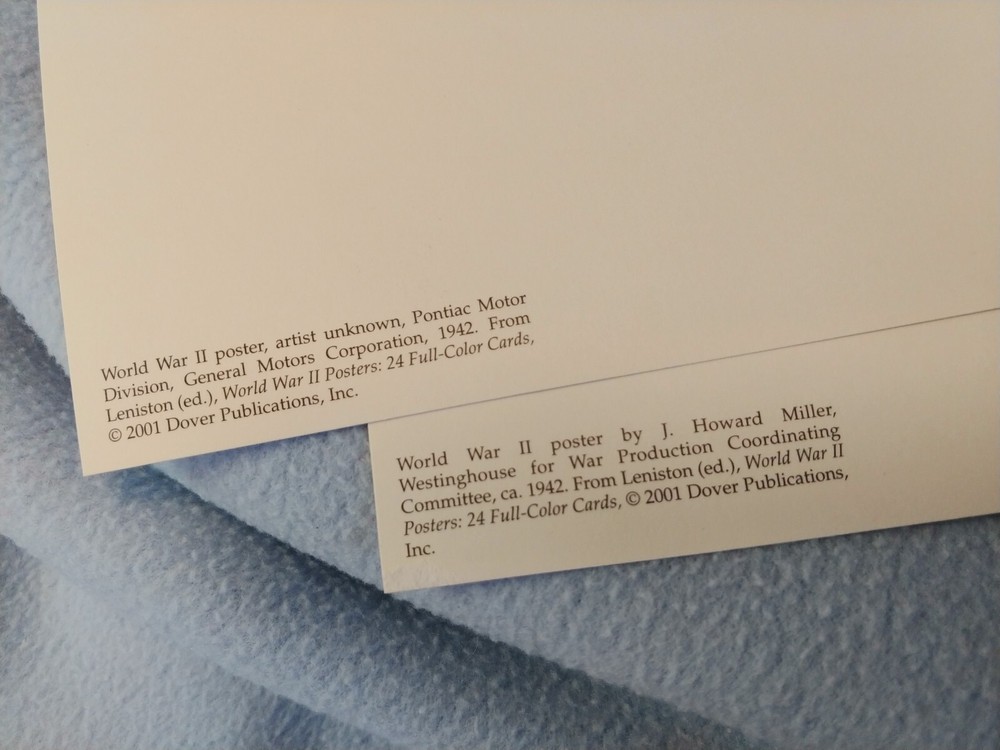 World War II poster, artist unknown, Pontiac Motor
Division, General Motors Corporation, 1942. From
Leniston (ed.), World War II Posters: 24 Full-Color Cards,
© 2001 Dover Publications, Inc.
World War II poster by J. Howard Miller,
Westinghouse for War Production Coordinating
Committee, ca. 1942. From Leniston (ed.), World War II
Posters: 24 Full-Color Cards, © 2001 Dover Publications,
Inc.